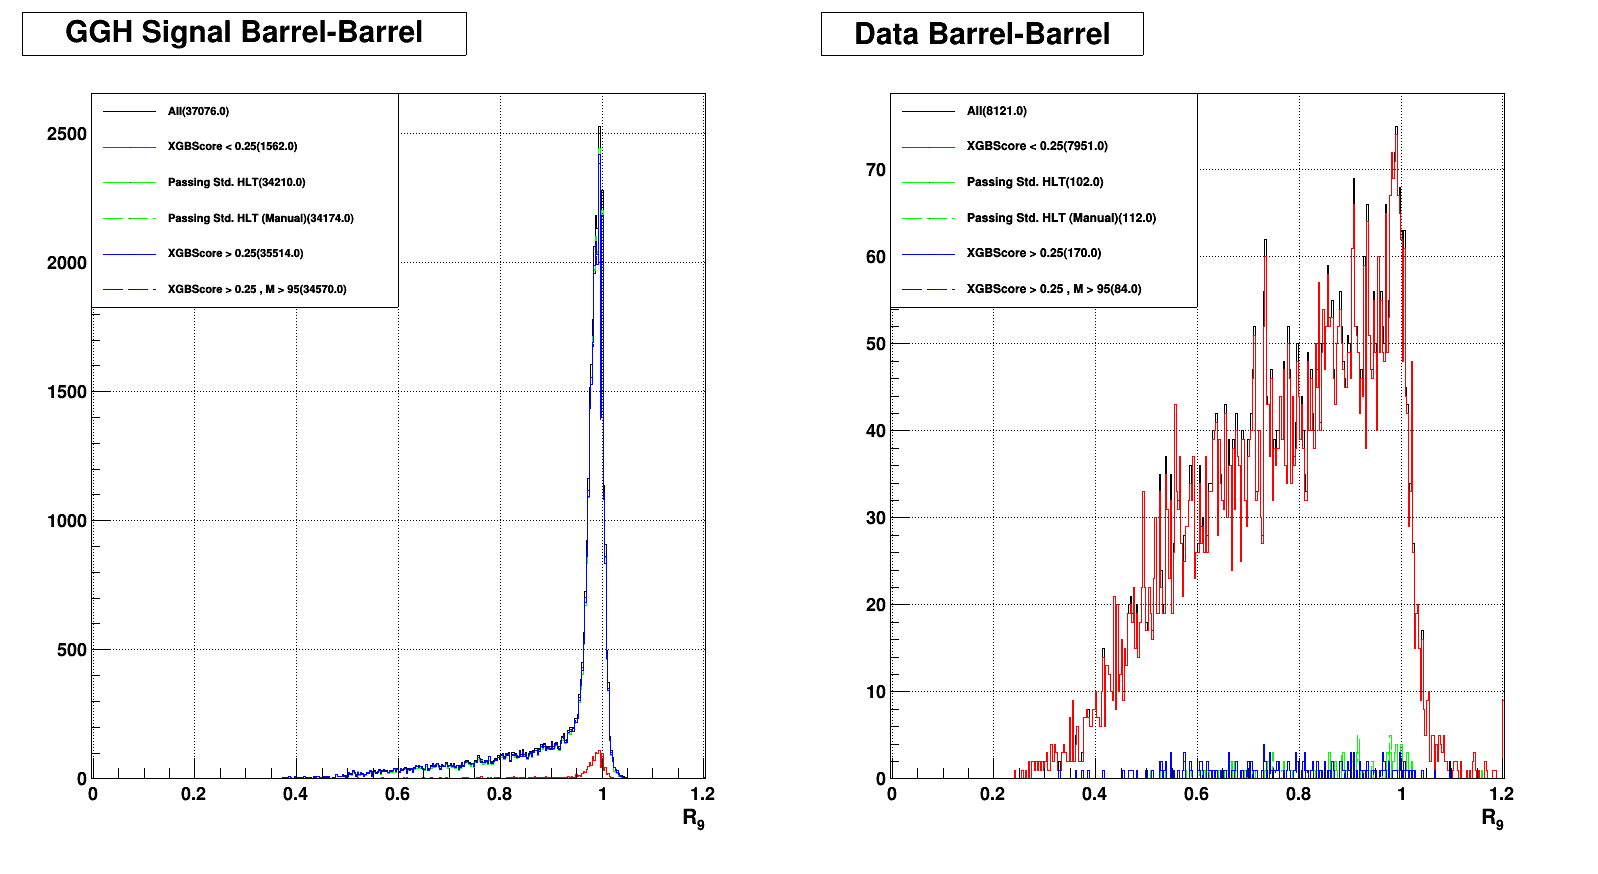 GGH Signal Barrel-Barrel
All(37076.0)
XGBScore < 0.25(1562.0)
Passing Std. HLT(34210.0)
Passing Std. HLT (Manual)(34174.0)
XGBScore > 0.25(35514.0)
XGBScore > 0.25 , M > 95(34570.0)
2500
2000
1500
1000
500
0
0 0.2 0.4 0.6 0.8 1 1.2
R9
Data Barrel-Barrel
All(8121.0)
XGBScore < 0.25(7951.0)
Passing Std. HLT(102.0)
Passing Std. HLT (Manual)(112.0)
XGBScore > 0.25(170.0)
XGBScore > 0.25 , M > 95(84.0)
70
60
50
40
30
20
10
0
0 0.2 0.4 0.6 0.8 1 1.2
R9